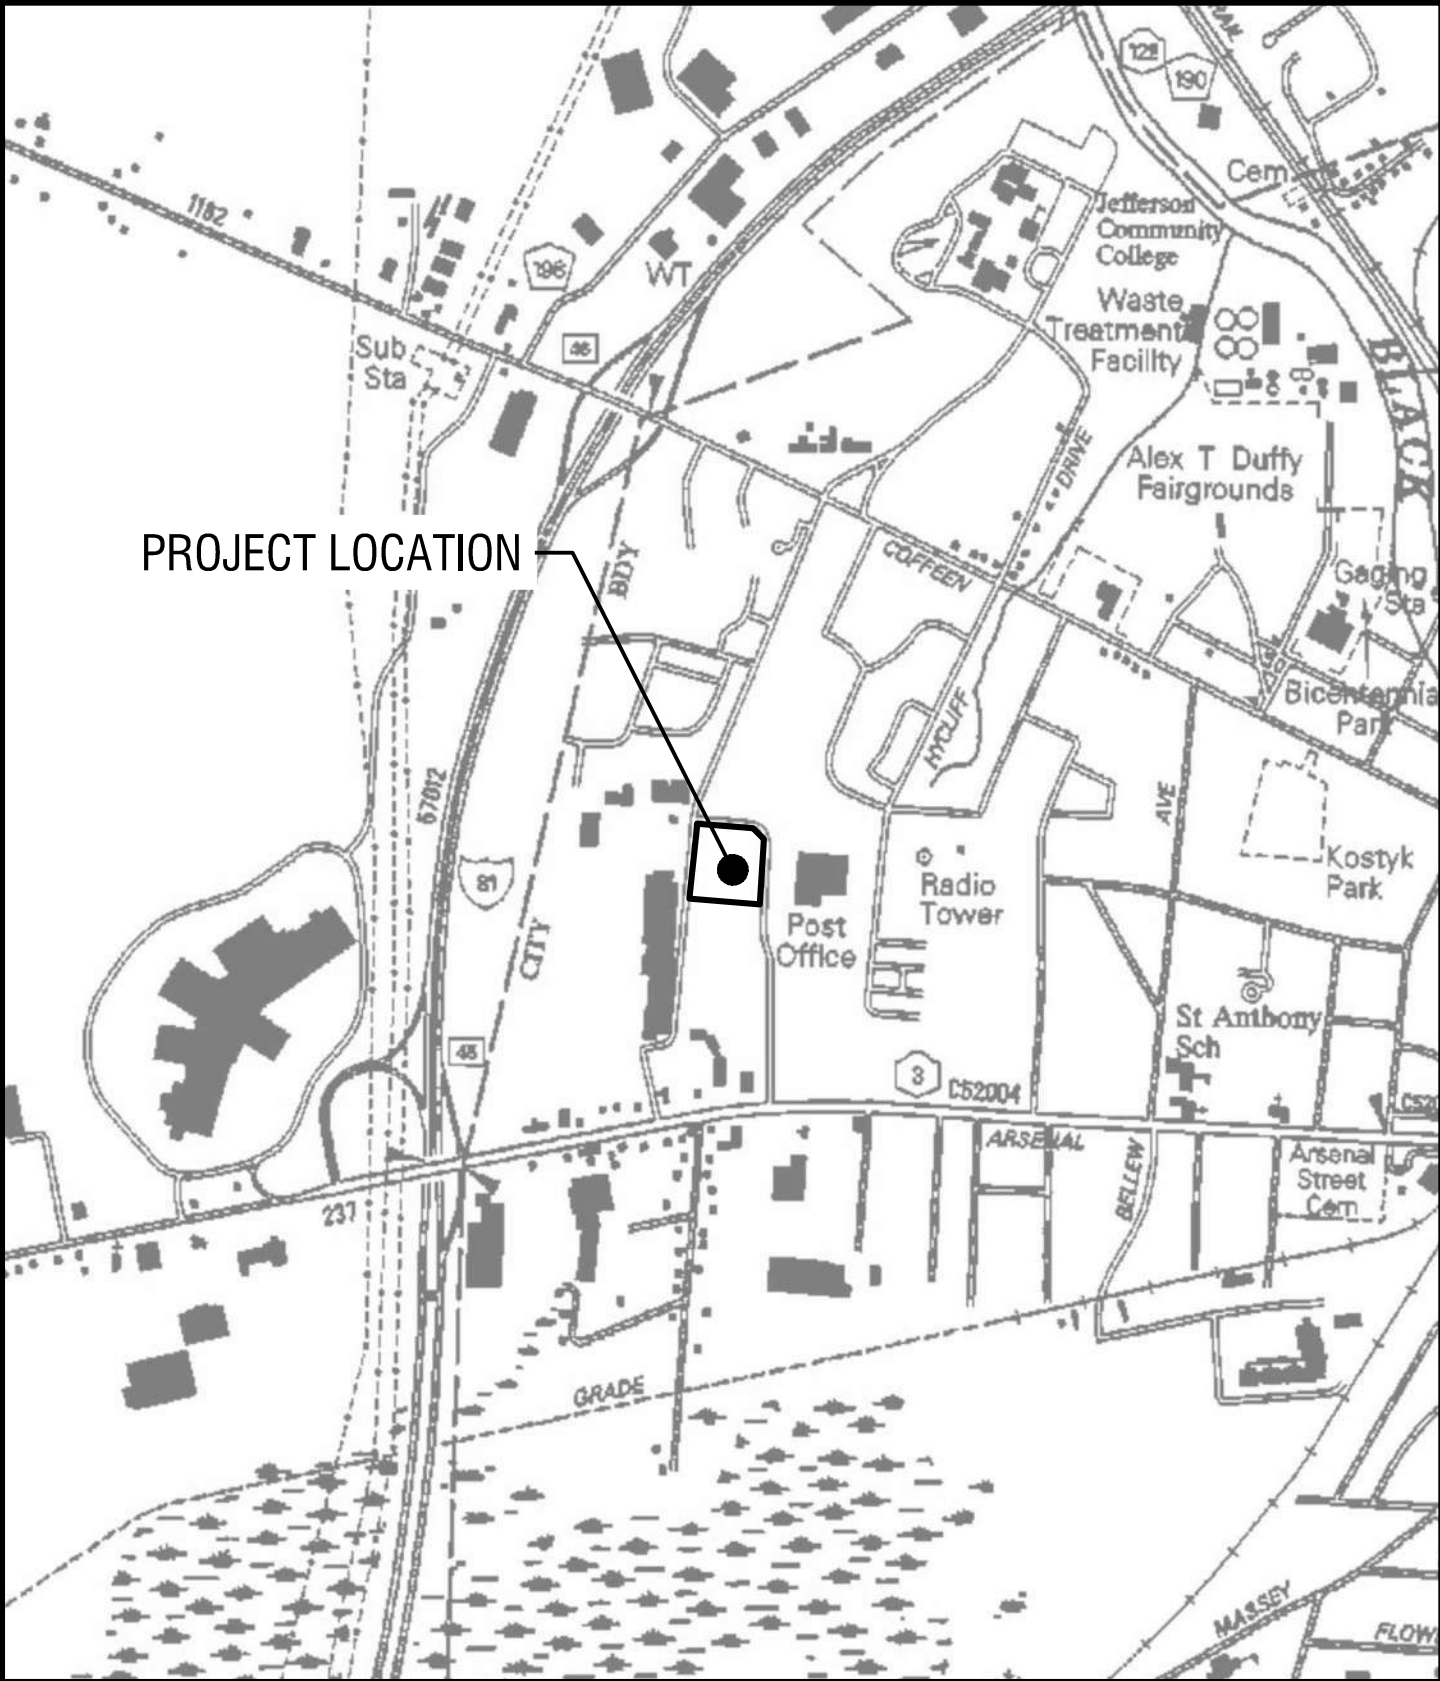 122
190
Cem
1182
Jefferson
Community
College
196
WT
Waste
Treatment
Facility
46
Sub
Sta
BLACK
DRIVE
Alex T Duffy
Fairgrounds
PROJECT LOCATION
BDY
COFFEEN
Gaging
Sta
HYCLIFF
Bicentennia
Park
67012
AVE
Kostyk
Park
81
Radio
Tower
Post
Office
CITY
St Anthony
Sch
3
C52004
ARSENAL
BELLEW
Arsenal
Street
Cem
237
GRADE
MASSEY
FLOW